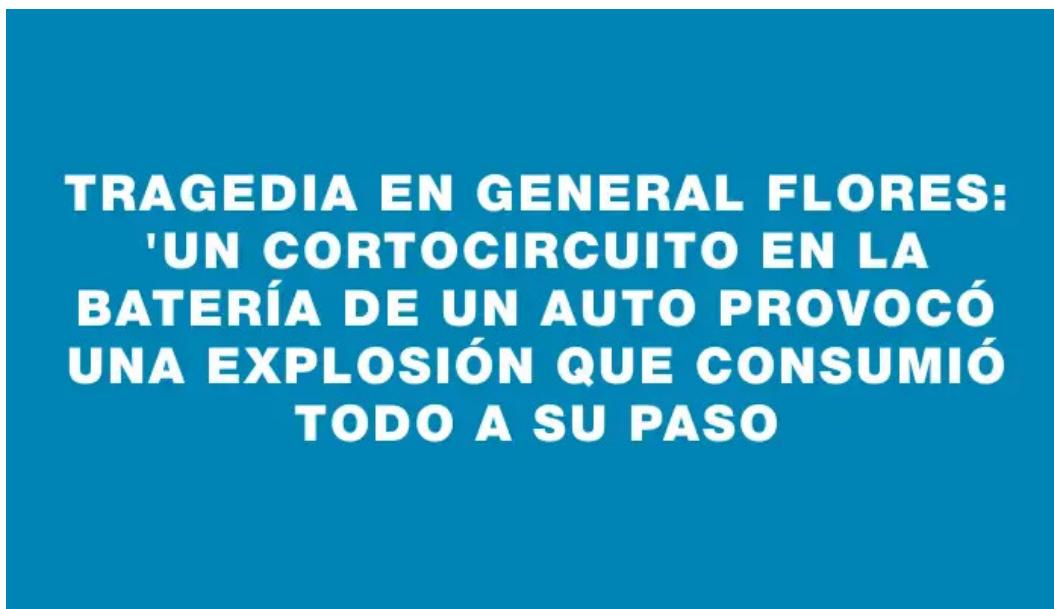 TRAGEDIA EN GENERAL FLORES:
'UN CORTOCIRCUITO EN LA
BATERÍA DE UN AUTO PROVOCÓ
UNA EXPLOSIÓN QUE CONSUMIÓ
TODO A SU PASO